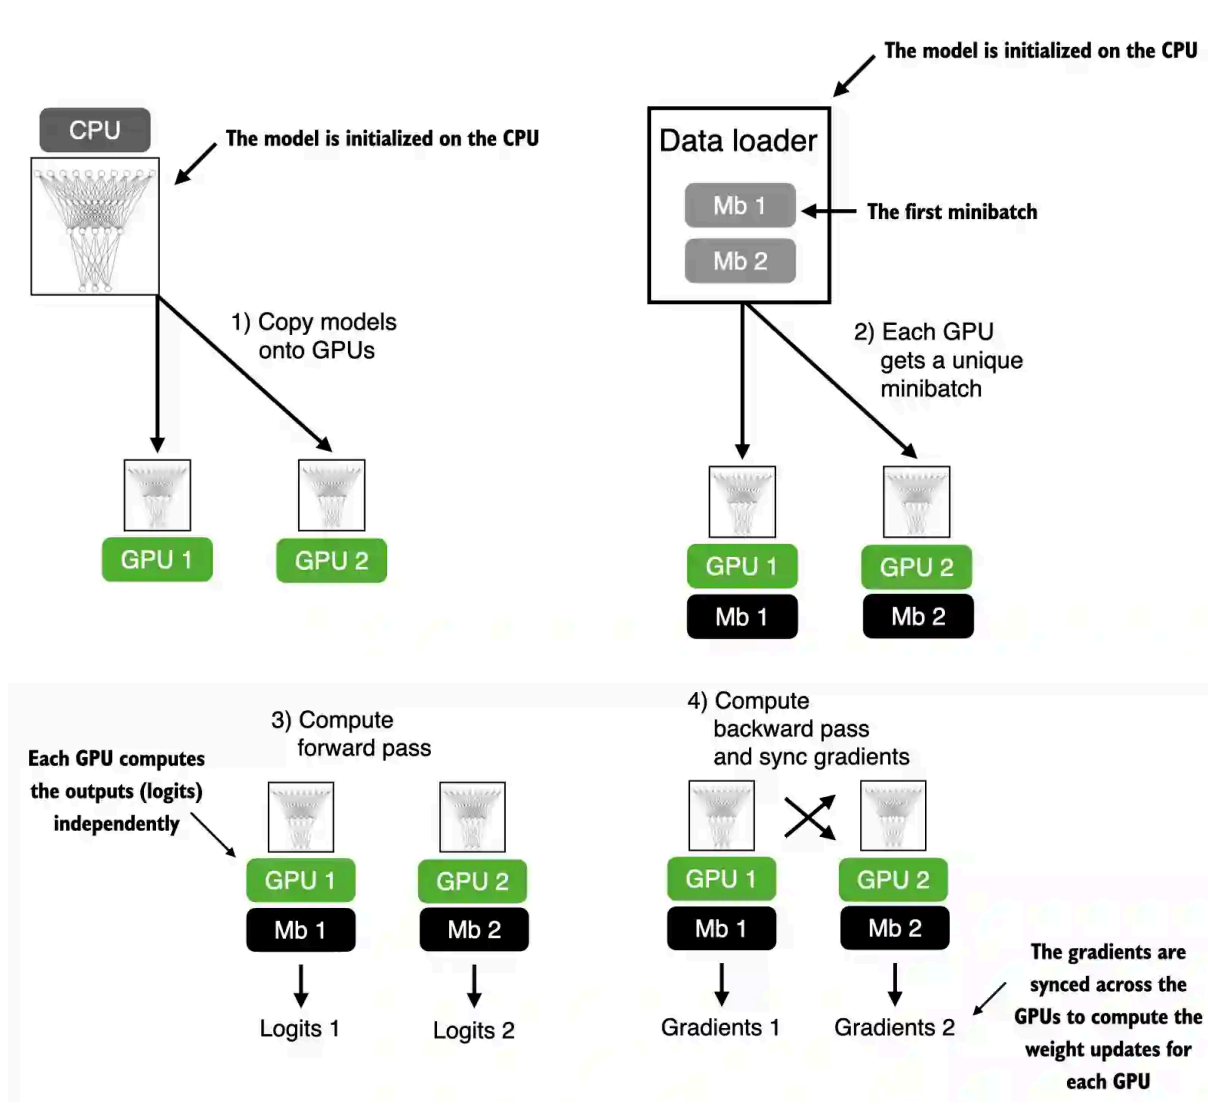 The model is initialized on the CPU
CPU
The model is initialized on the CPU
Data loader
Mb 1
The first minibatch
Mb 2
1) Copy models
onto GPUs
2) Each GPU
gets a unique
minibatch
GPU 1
GPU 2
GPU 1
GPU 2
Mb 1
Mb 2
3) Compute
forward pass
4) Compute
backward pass
and sync gradients
Each GPU computes
the outputs (logits)
independently
GPU 1
GPU 2
Mb 1
Mb 2
Logits 1
Logits 2
GPU 1
GPU 2
Mb 1
Mb 2
Gradients 1
Gradients 2
The gradients are
synced across the
GPUs to compute the
weight updates for
each GPU